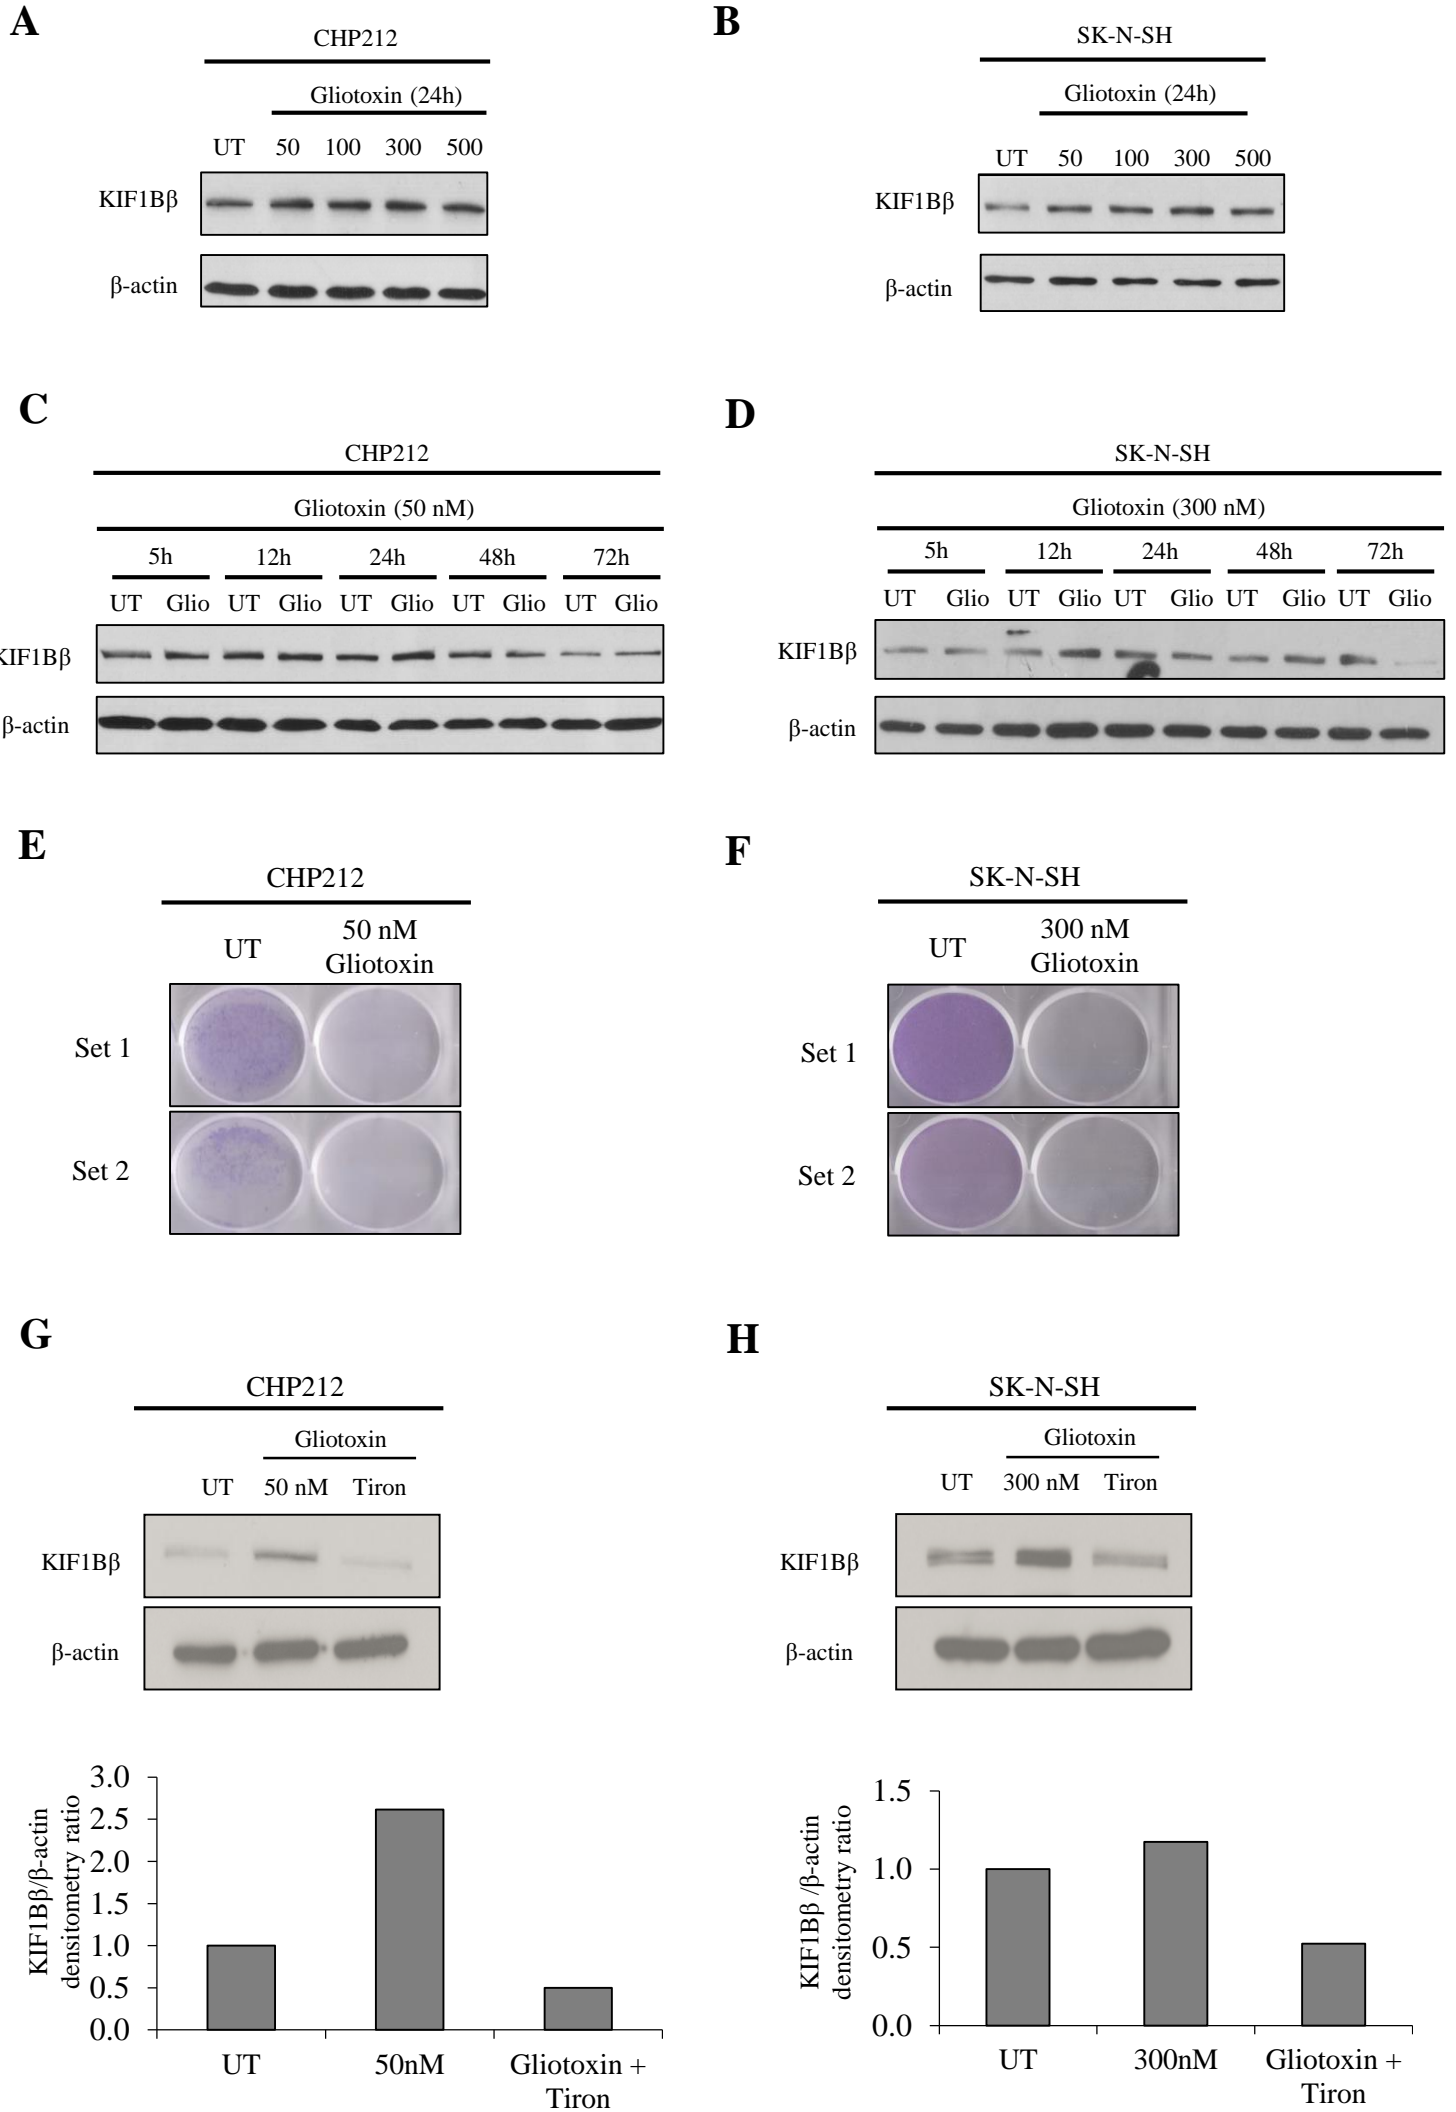 A
CHP212
Gliotoxin (24h)
UT 50 100 300 500
KIF1Bβ
β-actin
B
SK-N-SH
Gliotoxin (24h)
UT 50 100 300 500
KIF1Bβ
β-actin
C
CHP212
Gliotoxin (50 nM)
5h 12h 24h 48h 72h
UT Glio UT Glio UT Glio UT Glio UT Glio
KIF1Bβ
β-actin
D
SK-N-SH
Gliotoxin (300 nM)
5h 12h 24h 48h 72h
UT Glio UT Glio UT Glio UT Glio UT Glio
KIF1Bβ
β-actin
E
CHP212
UT
50 nM
Gliotoxin
Set 1
Set 2
F
SK-N-SH
UT
300 nM
Gliotoxin
Set 1
Set 2
G
CHP212
Gliotoxin
UT 50 nM Tiron
KIF1Bβ
β-actin
KIF1Bβ/β-actin
densitometry ratio
3.0
2.5
2.0
1.5
1.0
0.5
0.0
UT 50nM Gliotoxin +
Tiron
H
SK-N-SH
Gliotoxin
UT 300 nM Tiron
KIF1Bβ
β-actin
KIF1Bβ /β-actin
densitometry ratio
1.5
1.0
0.5
0.0
UT 300nM Gliotoxin +
Tiron